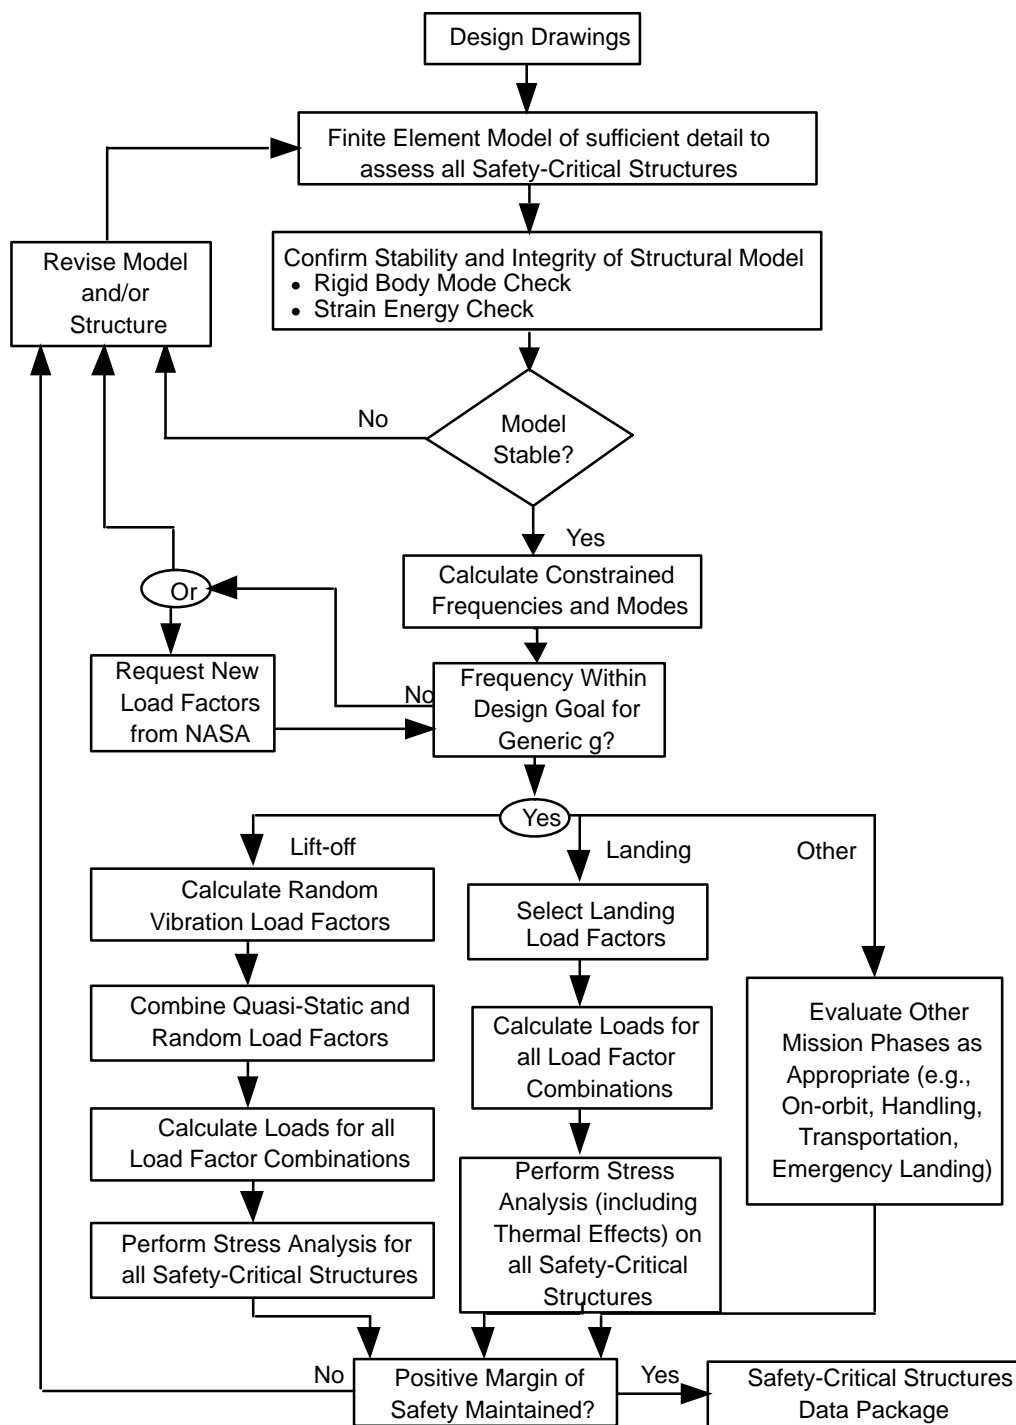 Design Drawings
Finite Element Model of sufficient detail to
assess all Safety-Critical Structures
Revise Model
and/or
Structure
Confirm Stability and Integrity of Structural Model
• Rigid Body Mode Check
• Strain Energy Check
No
Model
Stable?
Yes
Or
Calculate Constrained
Frequencies and Modes
Request New
Load Factors
from NASA
No
Frequency Within
Design Goal for
Generic g?
Yes
Lift-off
Landing
Other
Calculate Random
Vibration Load Factors
Select Landing
Load Factors
Combine Quasi-Static and
Random Load Factors
Calculate Loads for
all Load Factor
Combinations
Evaluate Other
Mission Phases as
Appropriate (e.g.,
On-orbit, Handling,
Transportation,
Emergency Landing)
Calculate Loads for all
Load Factor Combinations
Perform Stress
Analysis (including
Thermal Effects) on
all Safety-Critical
Structures
Perform Stress Analysis for
all Safety-Critical Structures
No
Positive Margin of
Safety Maintained?
Yes
Safety-Critical Structures
Data Package